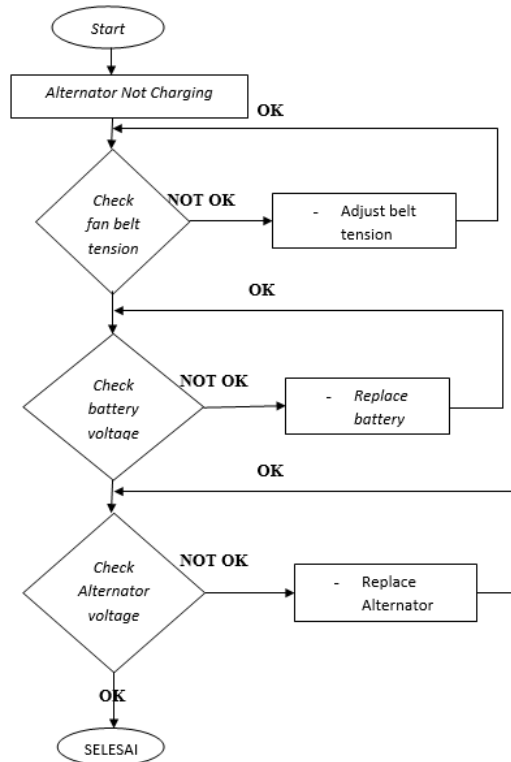 Start
Alternator Not Charging
OK
Check
fan belt
tension
NOT OK
- Adjust belt
tension
OK
Check
battery
voltage
NOT OK
- Replace
battery
OK
Check
Alternator
voltage
NOT OK
- Replace
Alternator
OK
SELESAI